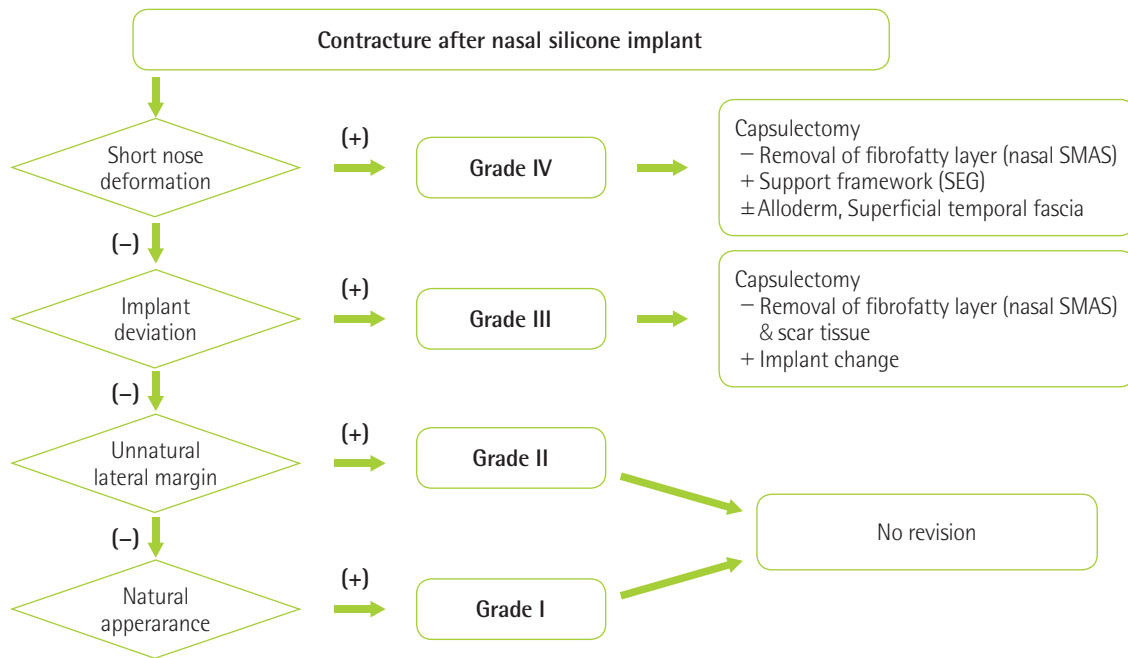 Contracture after nasal silicone implant
Short nose
deformation
(+)
Grade IV
Capsulectomy
− Removal of fibrofatty layer (nasal SMAS)
+ Support framework (SEG)
± Alloderm, Superficial temporal fascia
(−)
Implant
deviation
(+)
Grade III
Capsulectomy
− Removal of fibrofatty layer (nasal SMAS)
& scar tissue
+ Implant change
(−)
Unnatural
lateral margin
(+)
Grade II
No revision
(−)
Natural
apperarance
(+)
Grade I